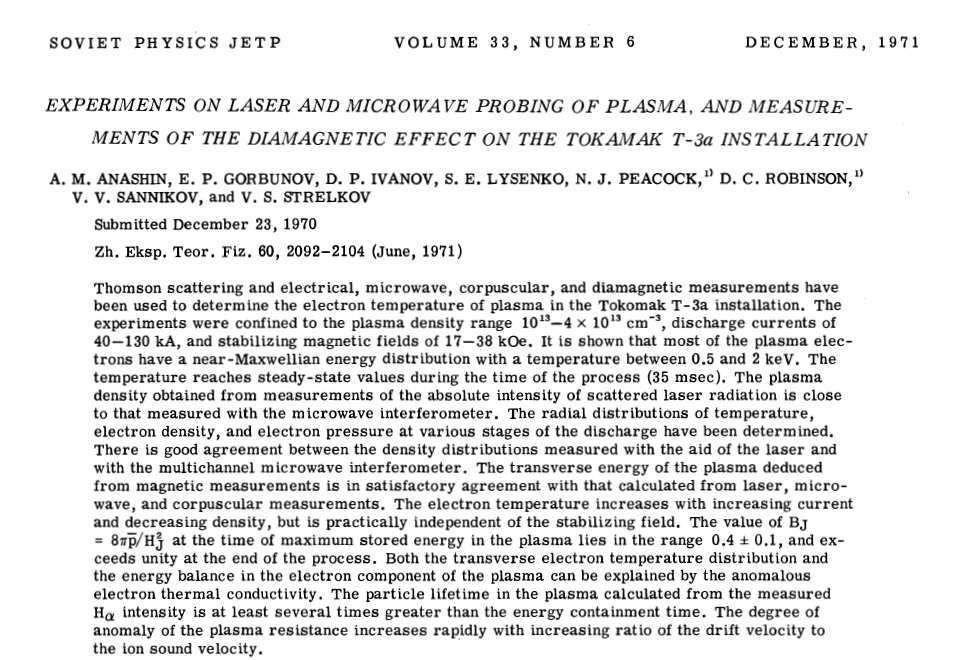 SOVIET PHYSICS JETP VOLUME 33, NUMBER 6 DECEMBER, 1971
EXPERIMENTS ON LASER AND MICROWAVE PROBING OF PLASMA, AND MEASURE-
MENTS OF THE DIAMAGNETIC EFFECT ON THE TOKAMAK T-3a INSTALLATION
A. M. ANASHIN, E. P. GORBUNOV, D. P. IVANOV, S. E. LYSENKO, N. J. PEACOCK,¹⁾ D. C. ROBINSON,¹⁾
V. V. SANNIKOV, and V. S. STRELKOV
Submitted December 23, 1970
Zh. Eksp. Teor. Fiz. 60, 2092–2104 (June, 1971)
Thomson scattering and electrical, microwave, corpuscular, and diamagnetic measurements have
been used to determine the electron temperature of plasma in the Tokomak T-3a installation. The
experiments were confined to the plasma density range 10¹³–4 × 10¹³ cm⁻³, discharge currents of
40–130 kA, and stabilizing magnetic fields of 17–38 kOe. It is shown that most of the plasma elec-
trons have a near-Maxwellian energy distribution with a temperature between 0.5 and 2 keV. The
temperature reaches steady-state values during the time of the process (35 msec). The plasma
density obtained from measurements of the absolute intensity of scattered laser radiation is close
to that measured with the microwave interferometer. The radial distributions of temperature,
electron density, and electron pressure at various stages of the discharge have been determined.
There is good agreement between the density distributions measured with the aid of the laser and
with the multichannel microwave interferometer. The transverse energy of the plasma deduced
from magnetic measurements is in satisfactory agreement with that calculated from laser, micro-
wave, and corpuscular measurements. The electron temperature increases with increasing current
and decreasing density, but is practically independent of the stabilizing field. The value of B_J
= 8πp̅/H²_J at the time of maximum stored energy in the plasma lies in the range 0.4 ± 0.1, and ex-
ceeds unity at the end of the process. Both the transverse electron temperature distribution and
the energy balance in the electron component of the plasma can be explained by the anomalous
electron thermal conductivity. The particle lifetime in the plasma calculated from the measured
H_α intensity is at least several times greater than the energy containment time. The degree of
anomaly of the plasma resistance increases rapidly with increasing ratio of the drift velocity to
the ion sound velocity.